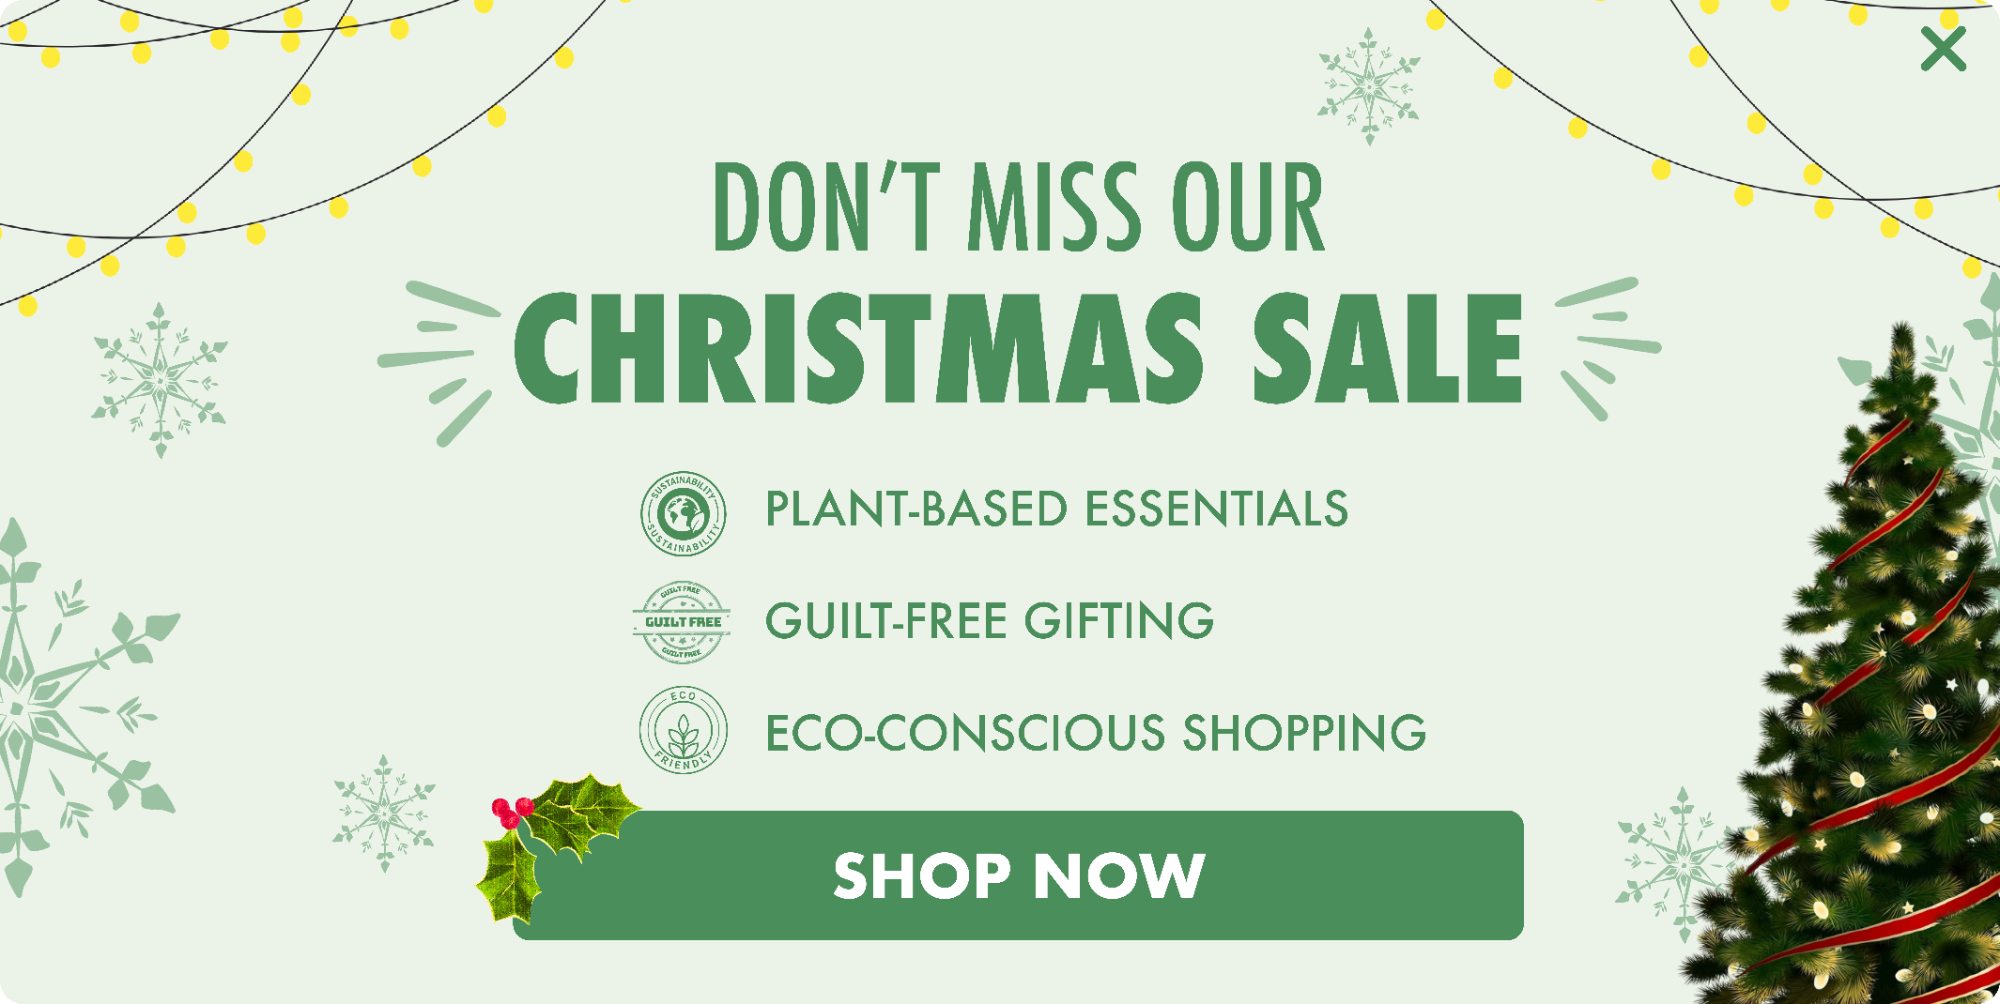 DON'T MISS OUR
CHRISTMAS SALE
SUSTAINABILITY
SUSTAINABILITY
PLANT-BASED ESSENTIALS
GUILT FREE
GUILT FREE
GUILT FREE
GUILT-FREE GIFTING
ECO
FRIENDLY
ECO-CONSCIOUS SHOPPING
SHOP NOW